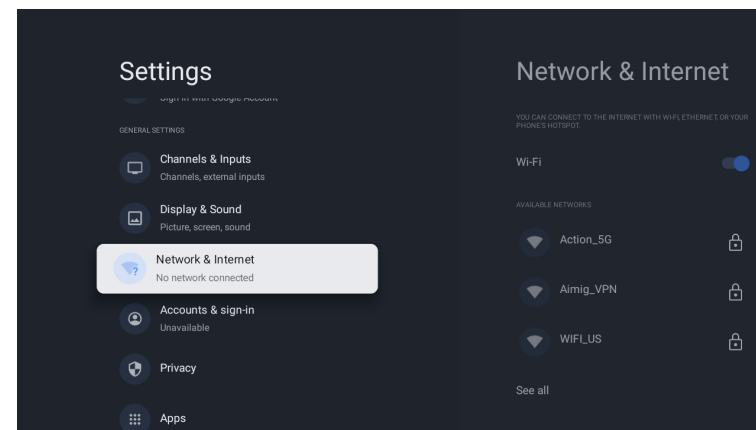 Settings
Sign in with Google Account
GENERAL SETTINGS
Channels & Inputs
Channels, external inputs
Display & Sound
Picture, screen, sound
Network & Internet
No network connected
Accounts & sign-in
Unavailable
Privacy
Apps
Network & Internet
YOU CAN CONNECT TO THE INTERNET WITH WI-FI, ETHERNET, OR YOUR
PHONE'S HOTSPOT.
Wi-Fi
AVAILABLE NETWORKS
Action_5G
Aimig_VPN
WIFI_US
See all